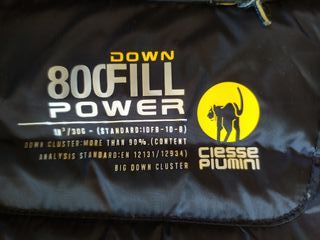 DOWN
800FILL
POWER
IN³/30G - (STANDARD:IDFB-10-B)
DOWN CLUSTER:MORE THAN 90%.(CONTENT
ANALYSIS STANDARD:EN 12131/12934)
BIG DOWN CLUSTER
ciesse
piumini